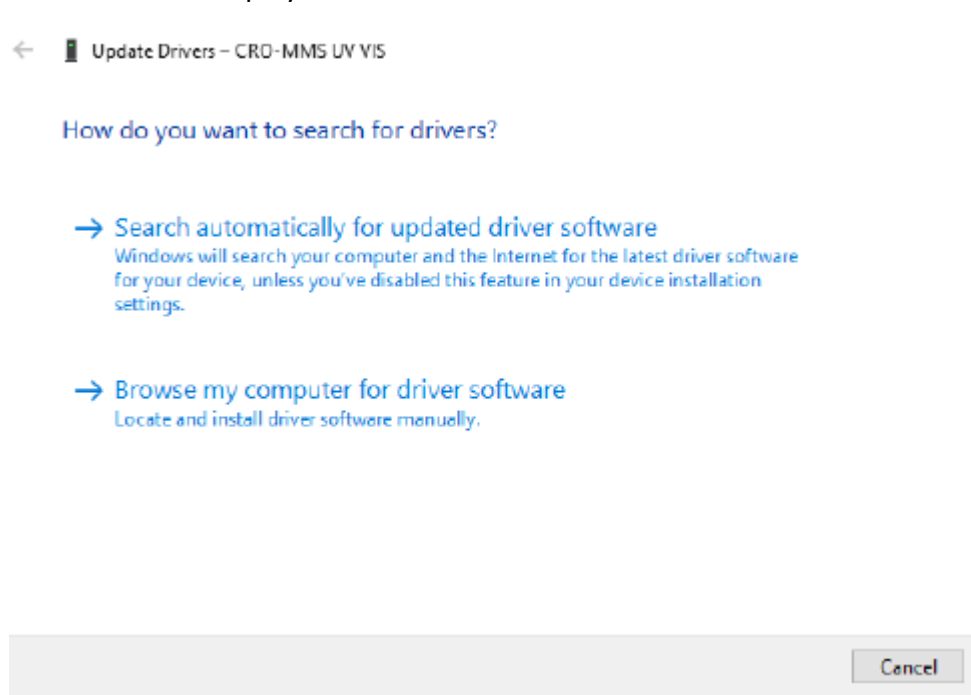 Update Drivers – CRO-MMS UV VIS
How do you want to search for drivers?
Search automatically for updated driver software
Windows will search your computer and the Internet for the latest driver software
for your device, unless you've disabled this feature in your device installation
settings.
Browse my computer for driver software
Locate and install driver software manually.
Cancel